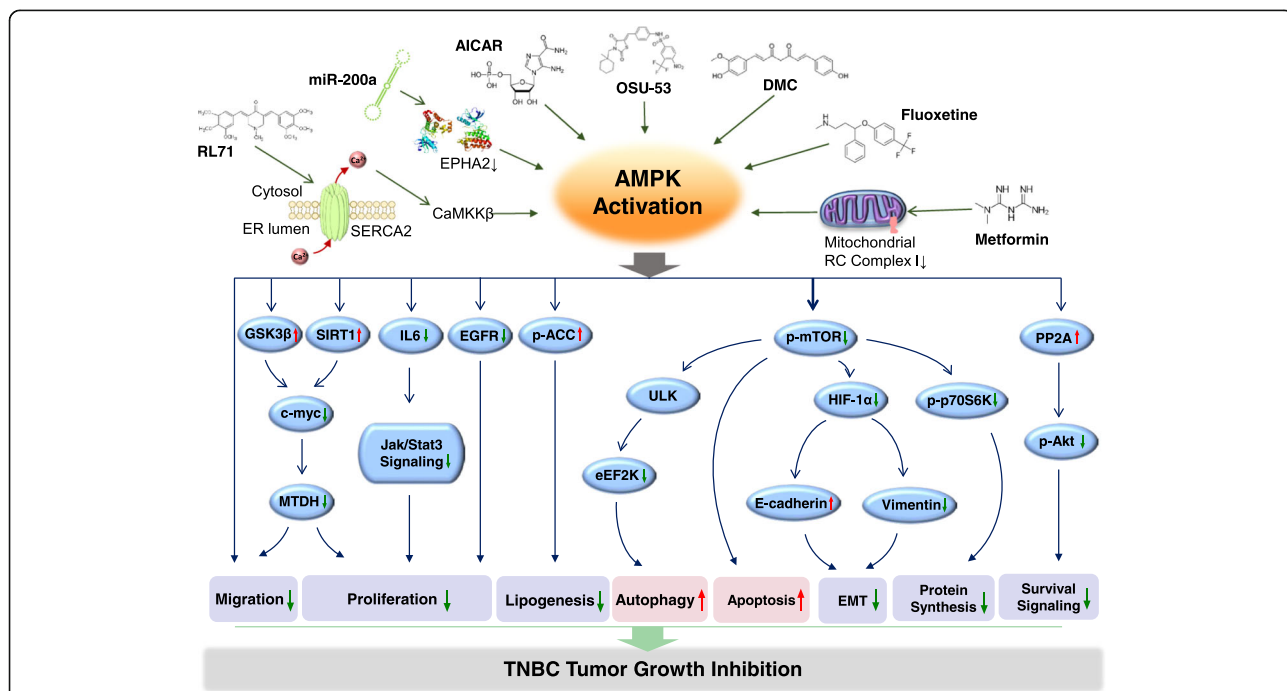 AICAR
OSU-53
DMC
miR-200a
Fluoxetine
RL71
EPHA2↓
AMPK
Activation
Ca²⁺
Cytosol
ER lumen
SERCA2
CaMKKβ
Ca²⁺
Mitochondrial
RC Complex I↓
Metformin
GSK3β↑
SIRT1↑
IL6↓
EGFR↓
p-ACC↑
p-mTOR↓
PP2A↑
ULK
HIF-1α↓
p-p70S6K↓
c-myc↓
p-Akt↓
Jak/Stat3
Signaling↓
eEF2K↓
MTDH↓
E-cadherin↑
Vimentin↓
Migration↓
Proliferation↓
Lipogenesis↓
Autophagy↑
Apoptosis↑
EMT↓
Protein
Synthesis↓
Survival
Signaling↓
TNBC Tumor Growth Inhibition